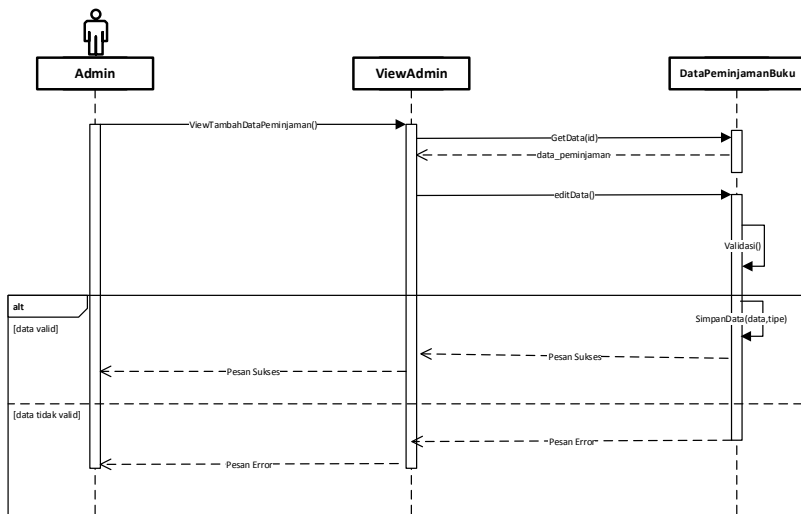 Admin
ViewAdmin
DataPeminjamanBuku
ViewTambahDataPeminjaman()
GetData(id)
data_peminjaman
editData()
Validasi()
alt
[data valid]
SimpanData(data,tipe)
Pesan Sukses
Pesan Sukses
[data tidak valid]
Pesan Error
Pesan Error